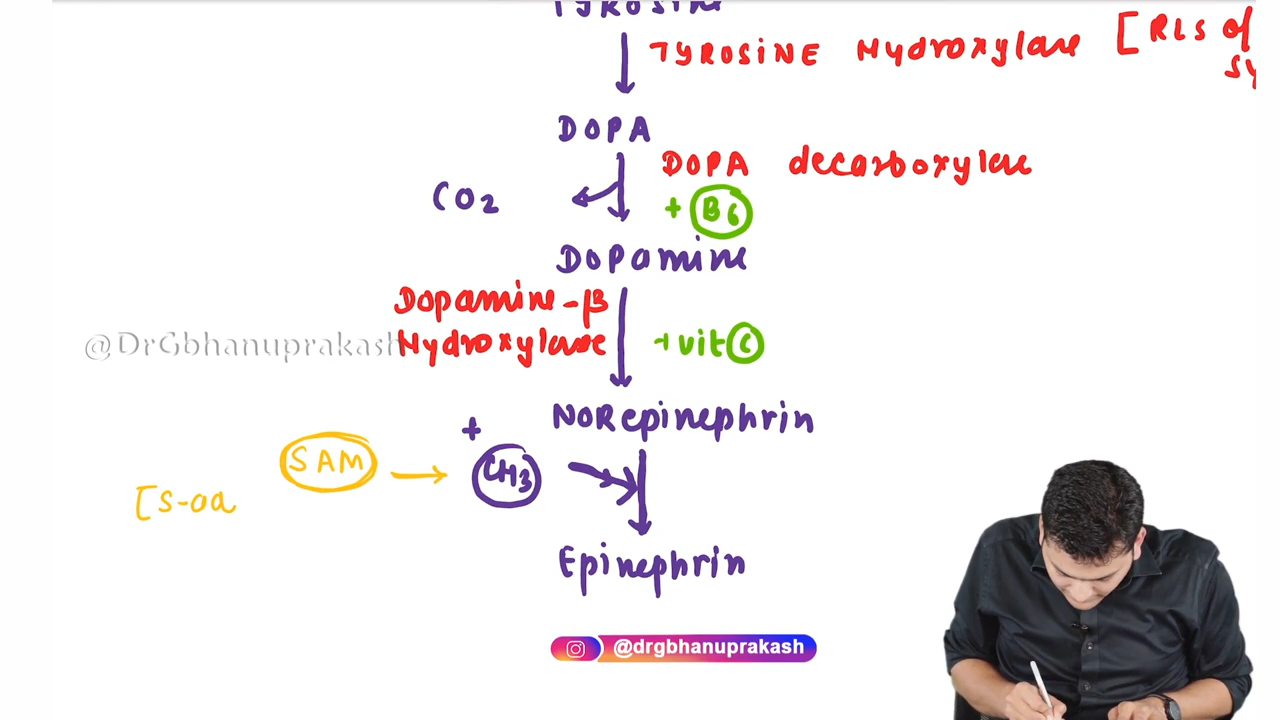 TYROSINE
TYROSINE Hydroxylase [RLS of
DOPA
DOPA decarboxylase
CO2
+ B6
DOPamine
Dopamine-β
Hydroxylase
+vit C
@DrGbhanuprakash
NORepinephrin
+
CH3
SAM
[S-aa
Epinephrin
@drgbhanuprakash